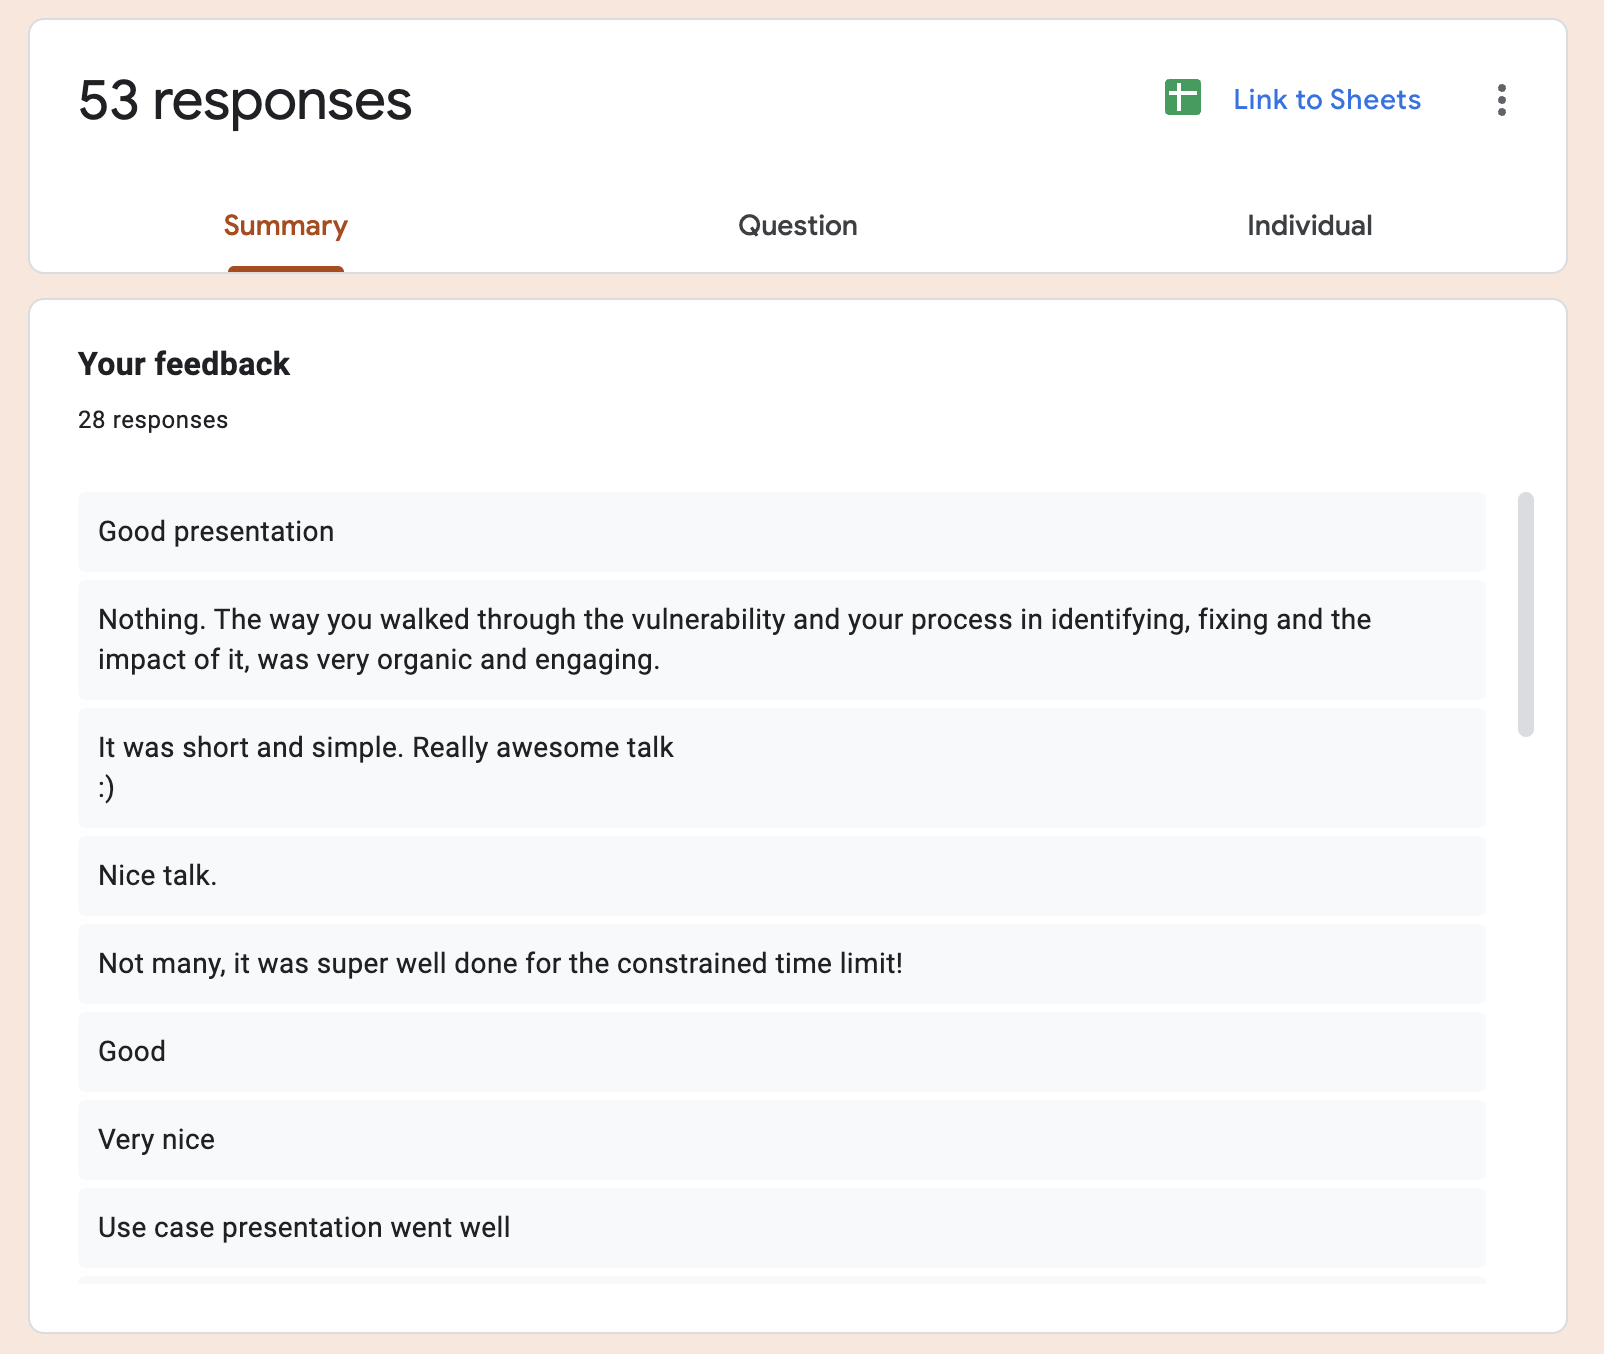 53 responses
Link to Sheets
Summary
Question
Individual
Your feedback
28 responses
Good presentation
Nothing. The way you walked through the vulnerability and your process in identifying, fixing and the
impact of it, was very organic and engaging.
It was short and simple. Really awesome talk
:)
Nice talk.
Not many, it was super well done for the constrained time limit!
Good
Very nice
Use case presentation went well